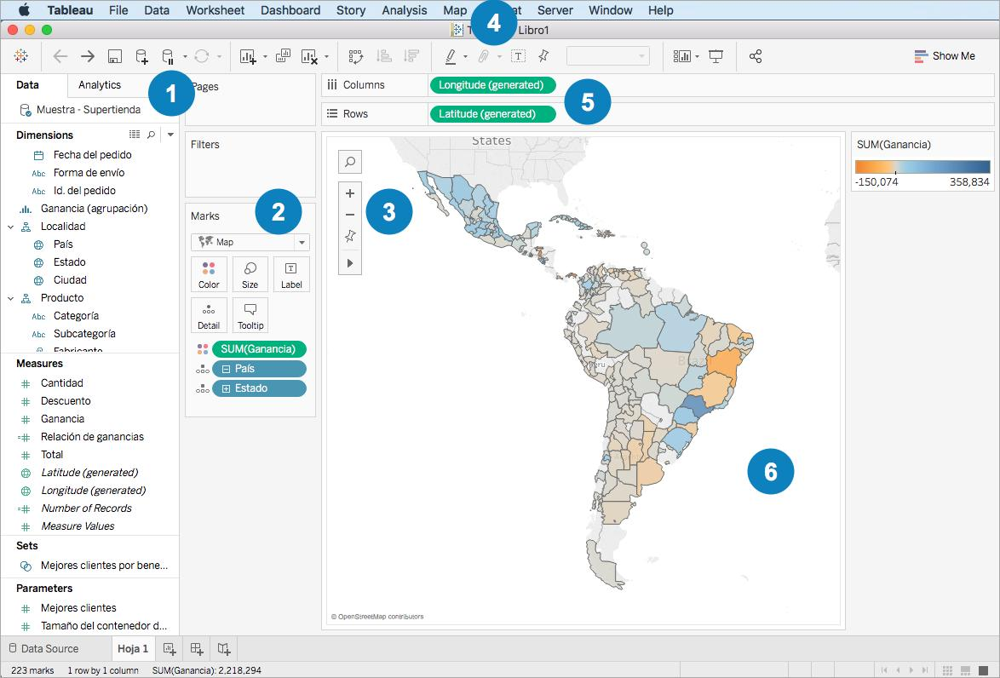 Tableau File Data Worksheet Dashboard Story Analysis Map Server Window Help
4
Libro1
Show Me
Data Analytics
1
Pages
Columns Longitude (generated)
5
Muestra - Supertienda
Rows Latitude (generated)
Dimensions
Fecha del pedido
Abc Forma de envío
Abc Id. del pedido
Ganancia (agrupación)
Localidad
País
Estado
Ciudad
Producto
Abc Categoría
Abc Subcategoría
Fabricante
Measures
Cantidad
Descuento
Ganancia
Relación de ganancias
Total
Latitude (generated)
Longitude (generated)
Number of Records
Measure Values
Sets
Mejores clientes por bene...
Parameters
Mejores clientes
Tamaño del contenedor d...
Filters
Marks
2
Map
Color Size Label
Detail Tooltip
SUM(Ganancia)
País
Estado
3
States
Peru
Brazil
6
© OpenStreetMap contributors
SUM(Ganancia)
-150,074 358,834
Data Source Hoja 1
223 marks 1 row by 1 column SUM(Ganancia): 2,218,294